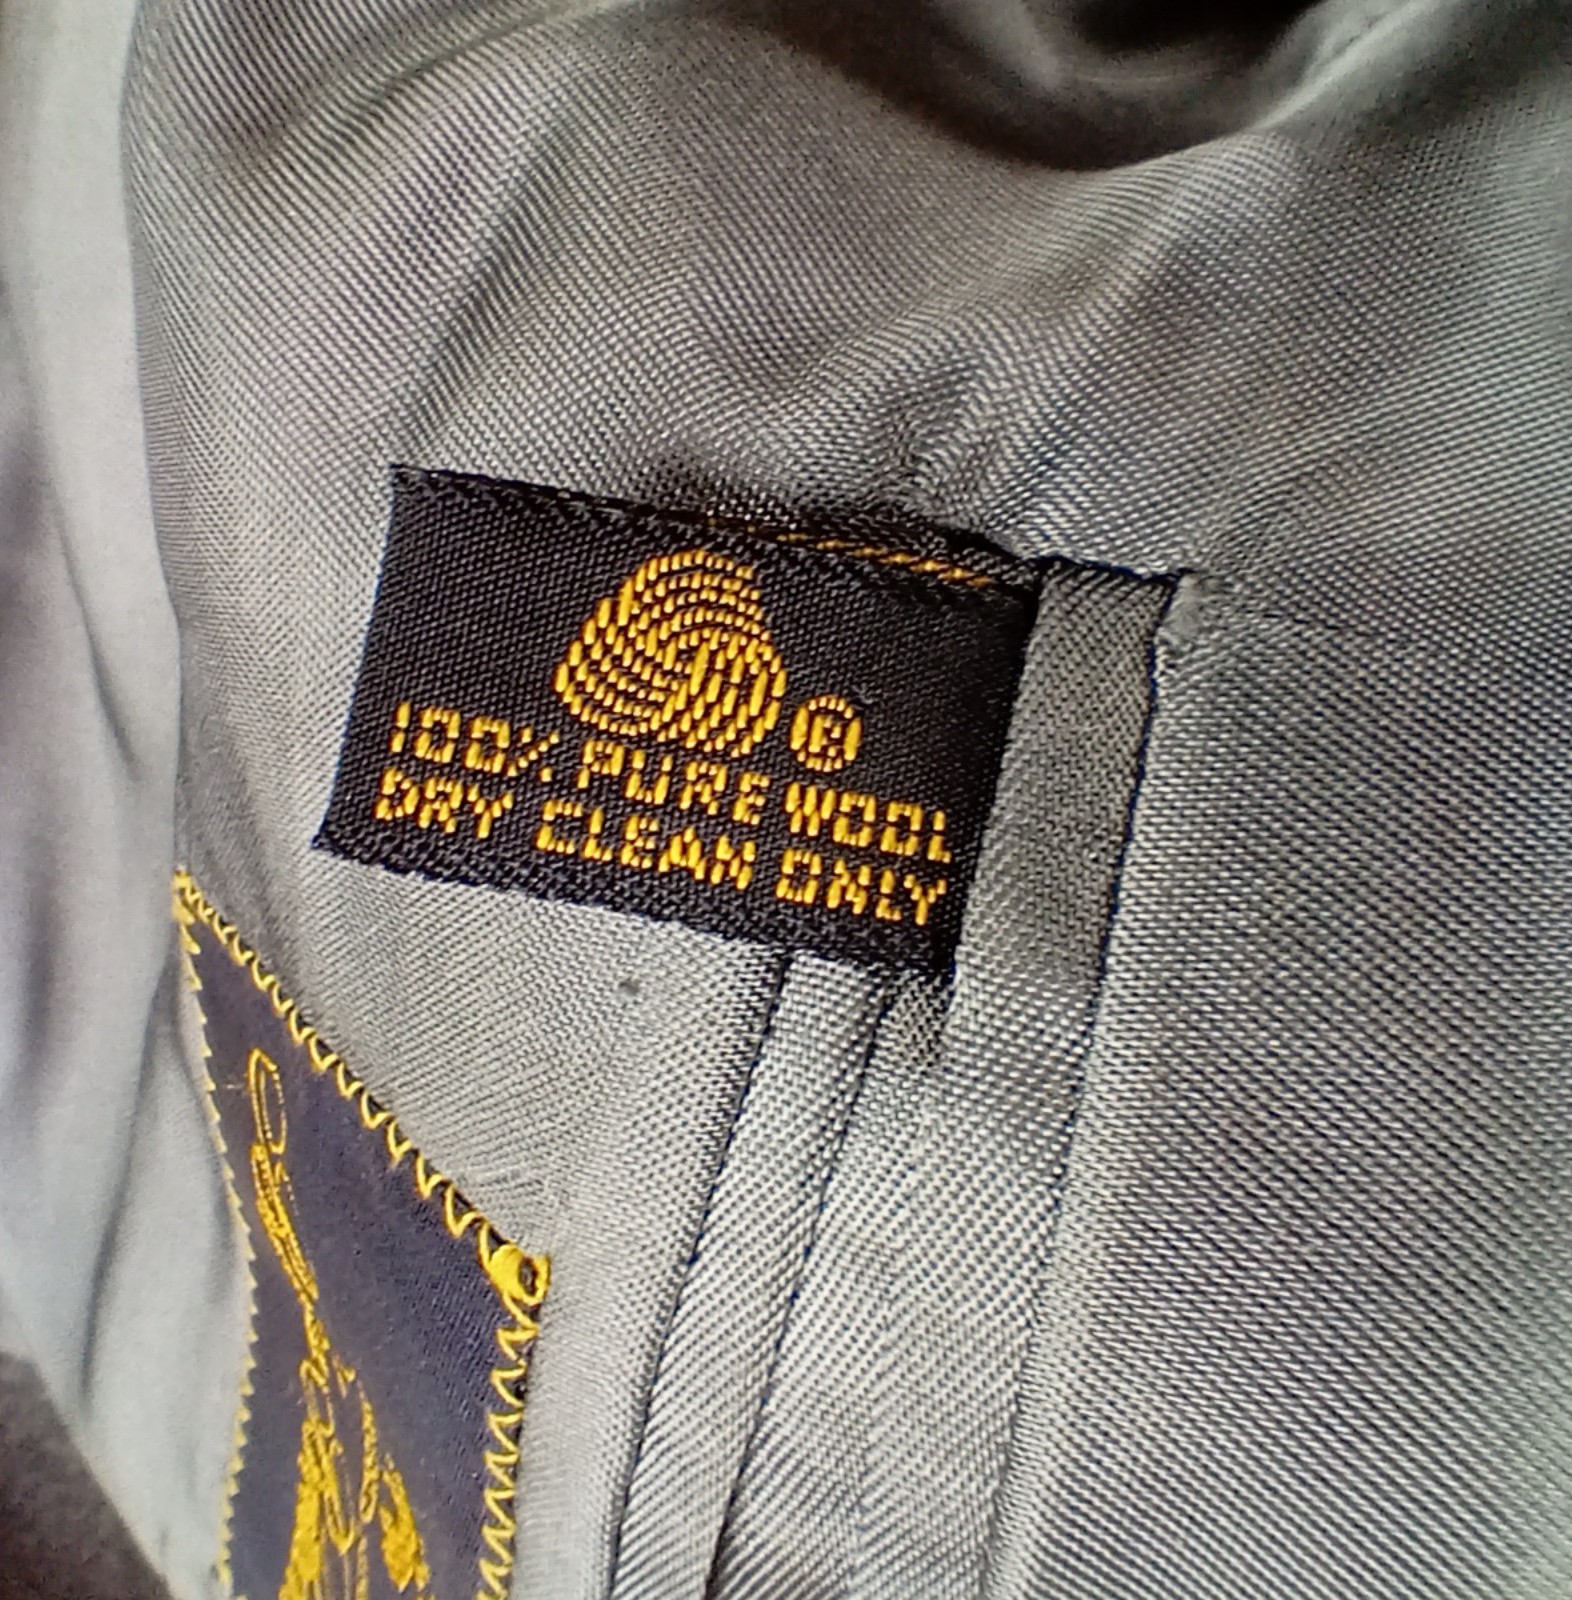 ®
100% PURE WOOL
DRY CLEAN ONLY